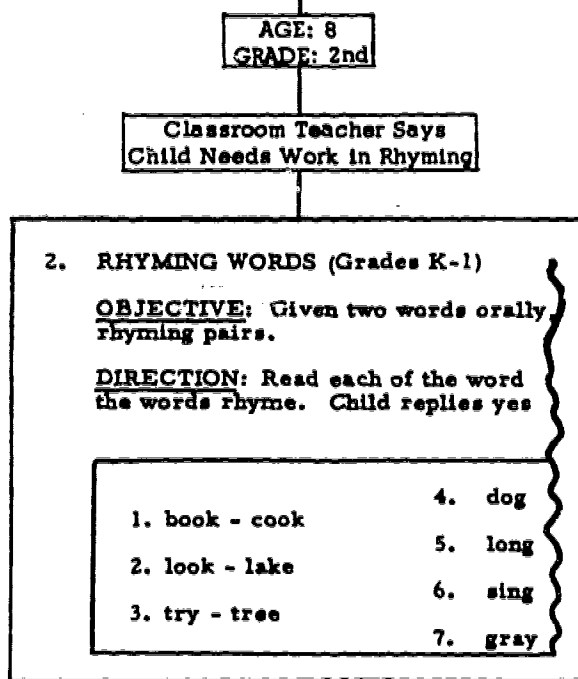 AGE: 8
GRADE: 2nd
Classroom Teacher Says
Child Needs Work in Rhyming
2. RHYMING WORDS (Grades K-1)
OBJECTIVE: Given two words orally,
rhyming pairs.
DIRECTION: Read each of the word
the words rhyme. Child replies yes
1. book - cook
2. look - lake
3. try - tree
4. dog
5. long
6. sing
7. gray